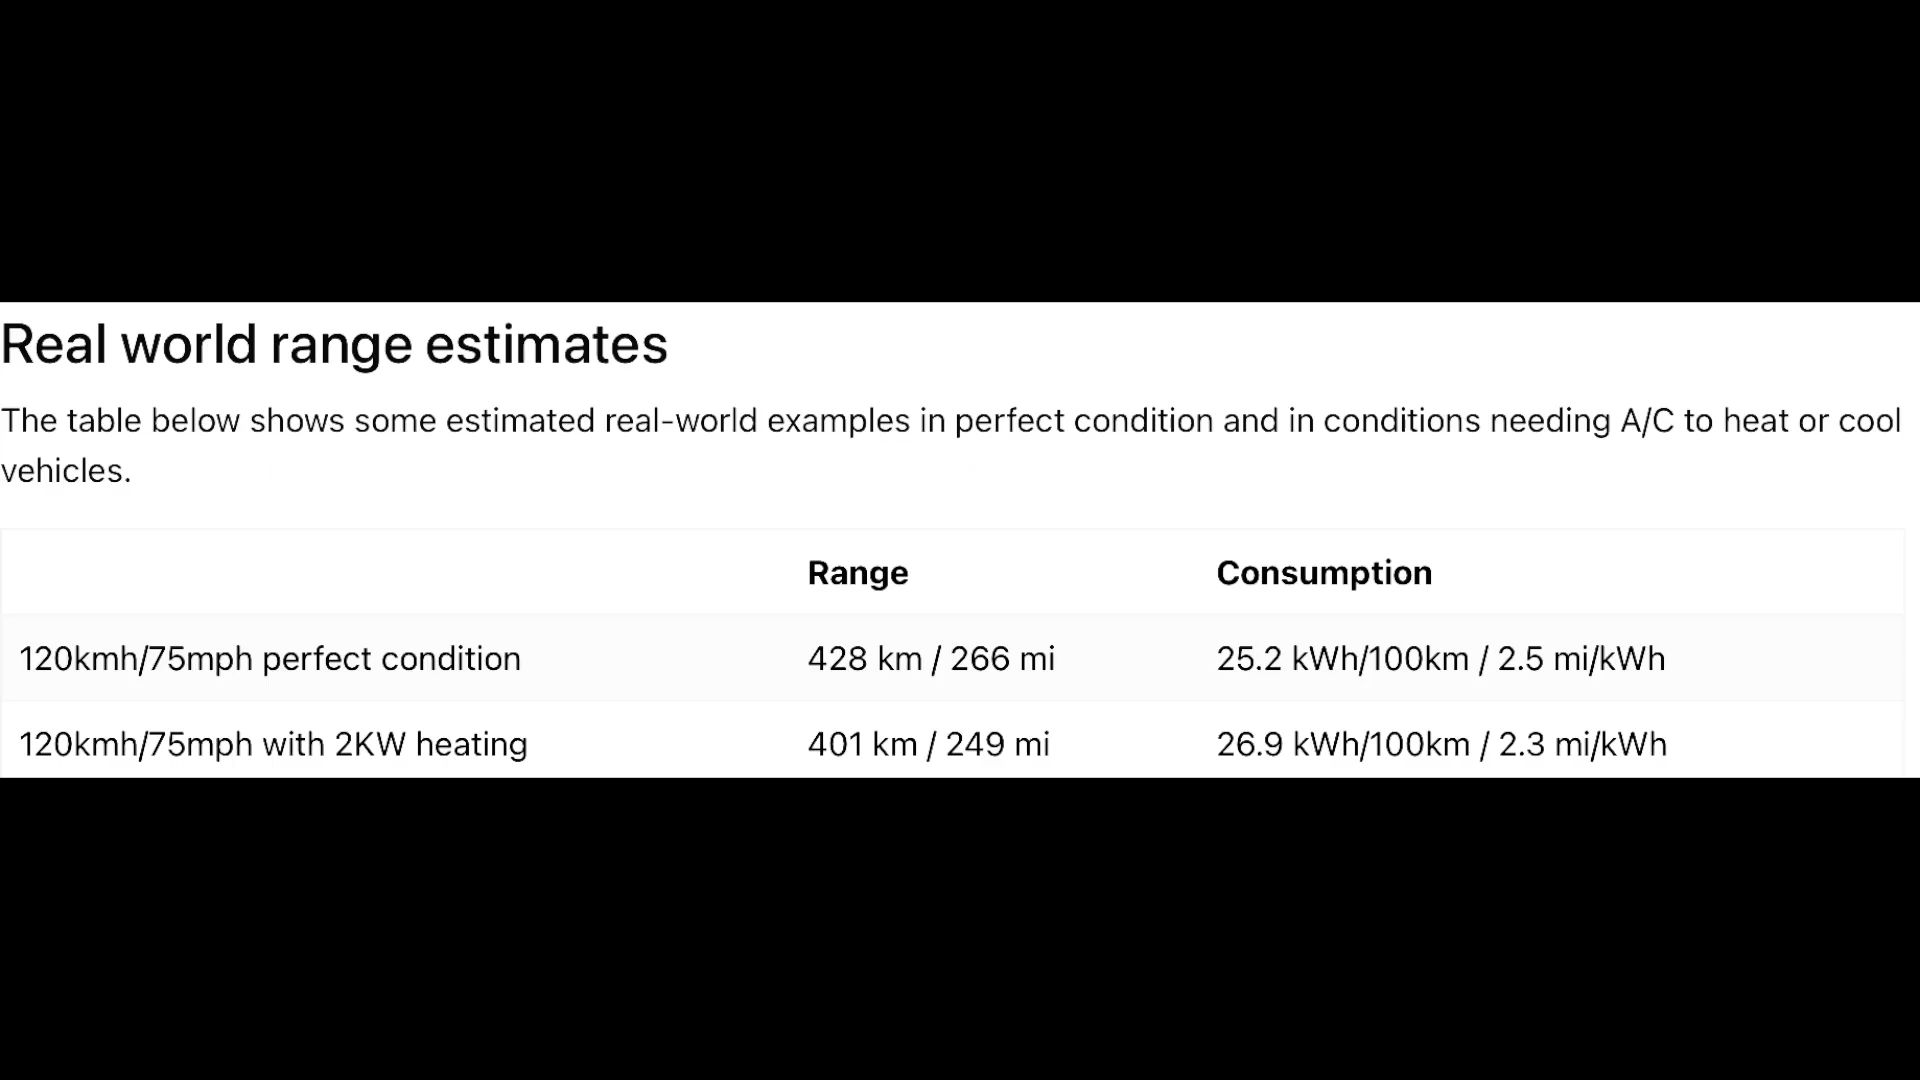 Real world range estimates
The table below shows some estimated real-world examples in perfect condition and in conditions needing A/C to heat or cool
vehicles.
Range Consumption
120kmh/75mph perfect condition 428 km / 266 mi 25.2 kWh/100km / 2.5 mi/kWh
120kmh/75mph with 2KW heating 401 km / 249 mi 26.9 kWh/100km / 2.3 mi/kWh